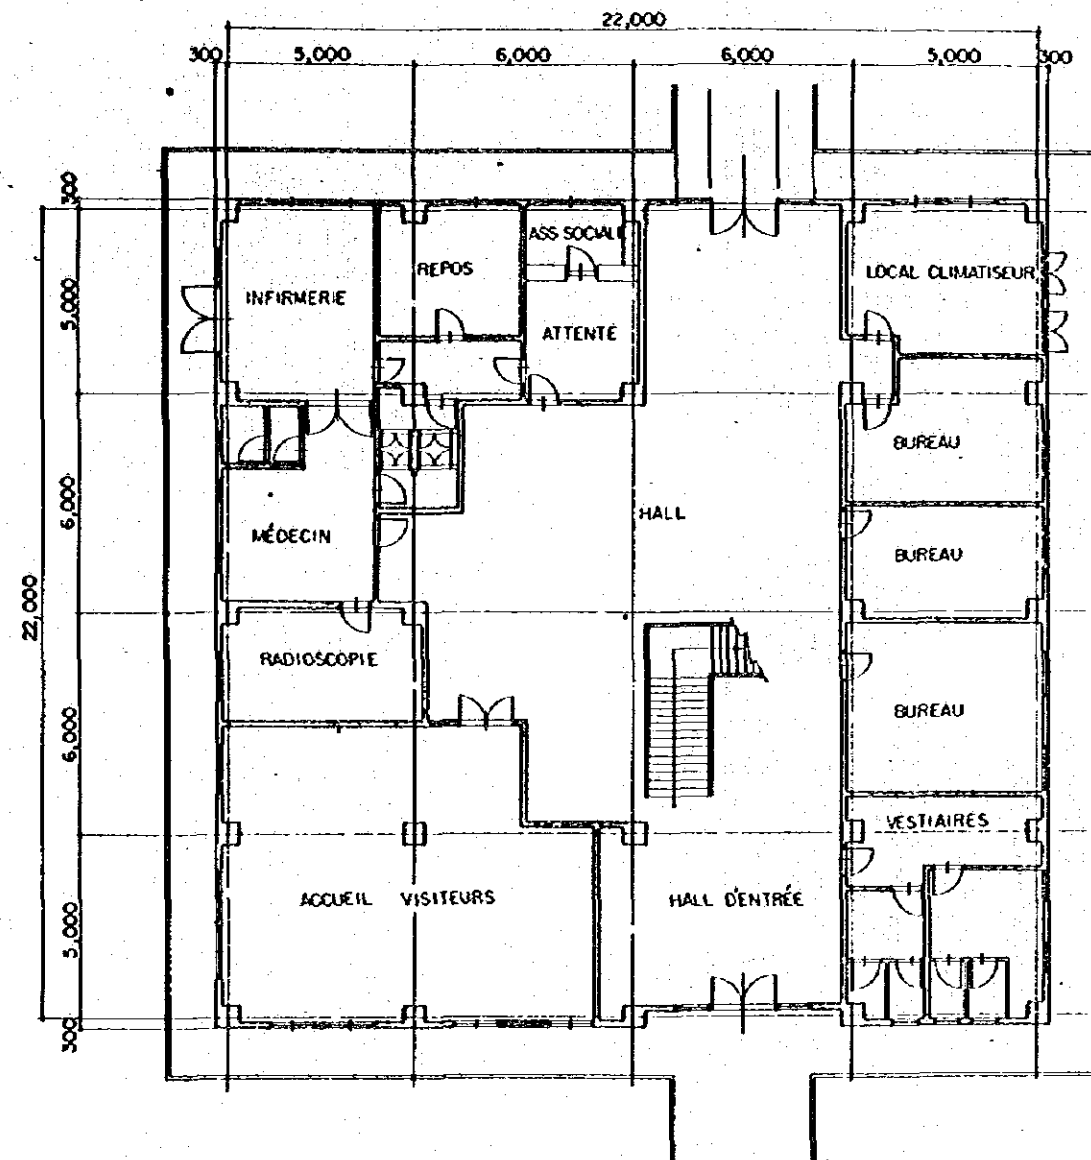 22,000
300 5,000 6,000 6,000 5,000 300
300
5,000
6,000
22,000
6,000
5,000
300
ASS SOCIALE
REPOS
INFIRMERIE
LOCAL CLIMATISEUR
ATTENTE
BUREAU
HALL
MÉDECIN
BUREAU
RADIOSCOPIE
BUREAU
VESTIAIRES
ACCUEIL VISITEURS
HALL D'ENTRÉE